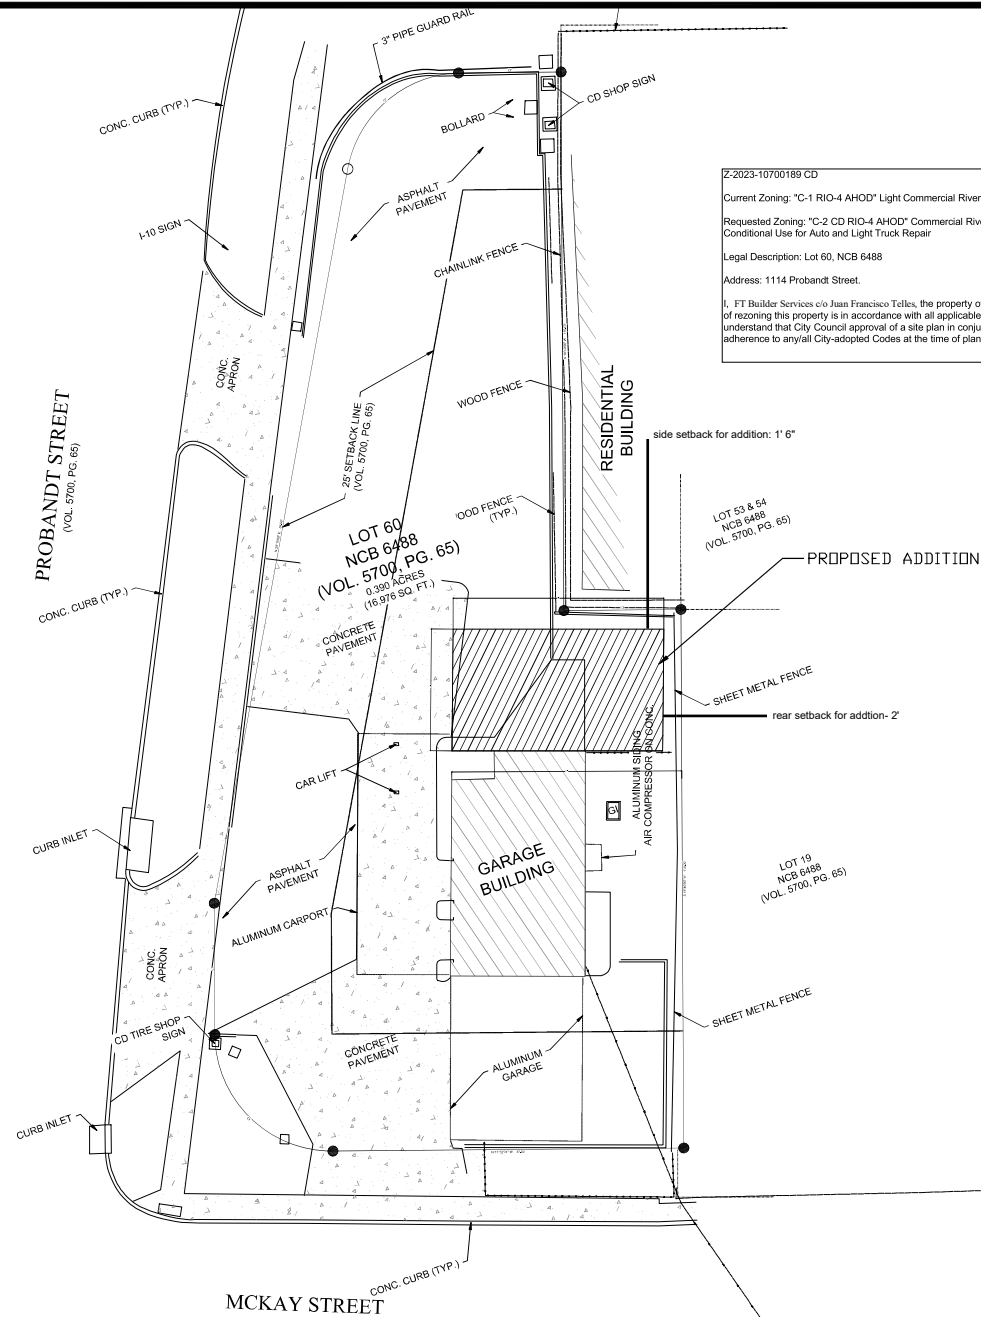 3" PIPE GUARD RAIL
CONC. CURB (TYP.)
BOLLARD
CD SHOP SIGN
ASPHALT
PAVEMENT
I-10 SIGN
CHAINLINK FENCE
Z-2023-10700189 CD
Current Zoning: "C-1 RIO-4 AHOD" Light Commercial River
Requested Zoning: "C-2 CD RIO-4 AHOD" Commercial Rive
Conditional Use for Auto and Light Truck Repair
Legal Description: Lot 60, NCB 6488
Address: 1114 Probandt Street.
I, FT Builder Services c/o Juan Francisco Telles, the property o
of rezoning this property is in accordance with all applicable
understand that City Council approval of a site plan in conju
adherence to any/all City-adopted Codes at the time of plan
CONC.
APRON
WOOD FENCE
RESIDENTIAL
BUILDING
PROBANDT STREET
(VOL. 5700, PG. 65)
25' SETBACK LINE
(VOL. 5700, PG. 65)
side setback for addition: 1' 6"
OOD FENCE
(TYP.)
LOT 53 & 54
NCB 6488
(VOL. 5700, PG. 65)
LOT 60
NCB 6488
(VOL. 5700, PG. 65)
0.390 ACRES
(16,976 SQ. FT.)
PROPOSED ADDITION
CONC. CURB (TYP.)
CONCRETE
PAVEMENT
SHEET METAL FENCE
rear setback for addtion- 2'
ALUMINUM SIDING
AIR COMPRESSOR ON CONC.
CAR LIFT
CURB INLET
GARAGE
BUILDING
ASPHALT
PAVEMENT
LOT 19
NCB 6488
(VOL. 5700, PG. 65)
ALUMINUM CARPORT
CONC.
APRON
SHEET METAL FENCE
CD TIRE SHOP
SIGN
CONCRETE
PAVEMENT
ALUMINUM
GARAGE
CURB INLET
CONC. CURB (TYP.)
MCKAY STREET